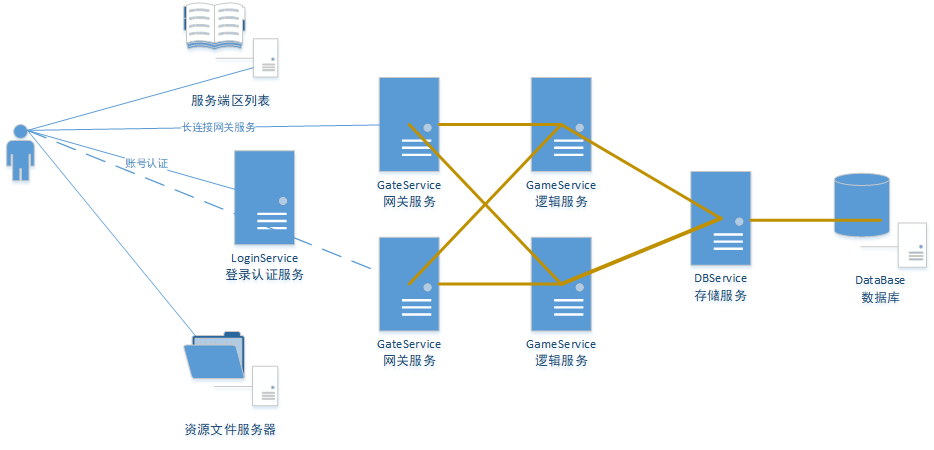 服务端区列表
长连接网关服务
账号认证
LoginService
登录认证服务
资源文件服务器
GateService
网关服务
GameService
逻辑服务
GateService
网关服务
GameService
逻辑服务
DBService
存储服务
DataBase
数据库